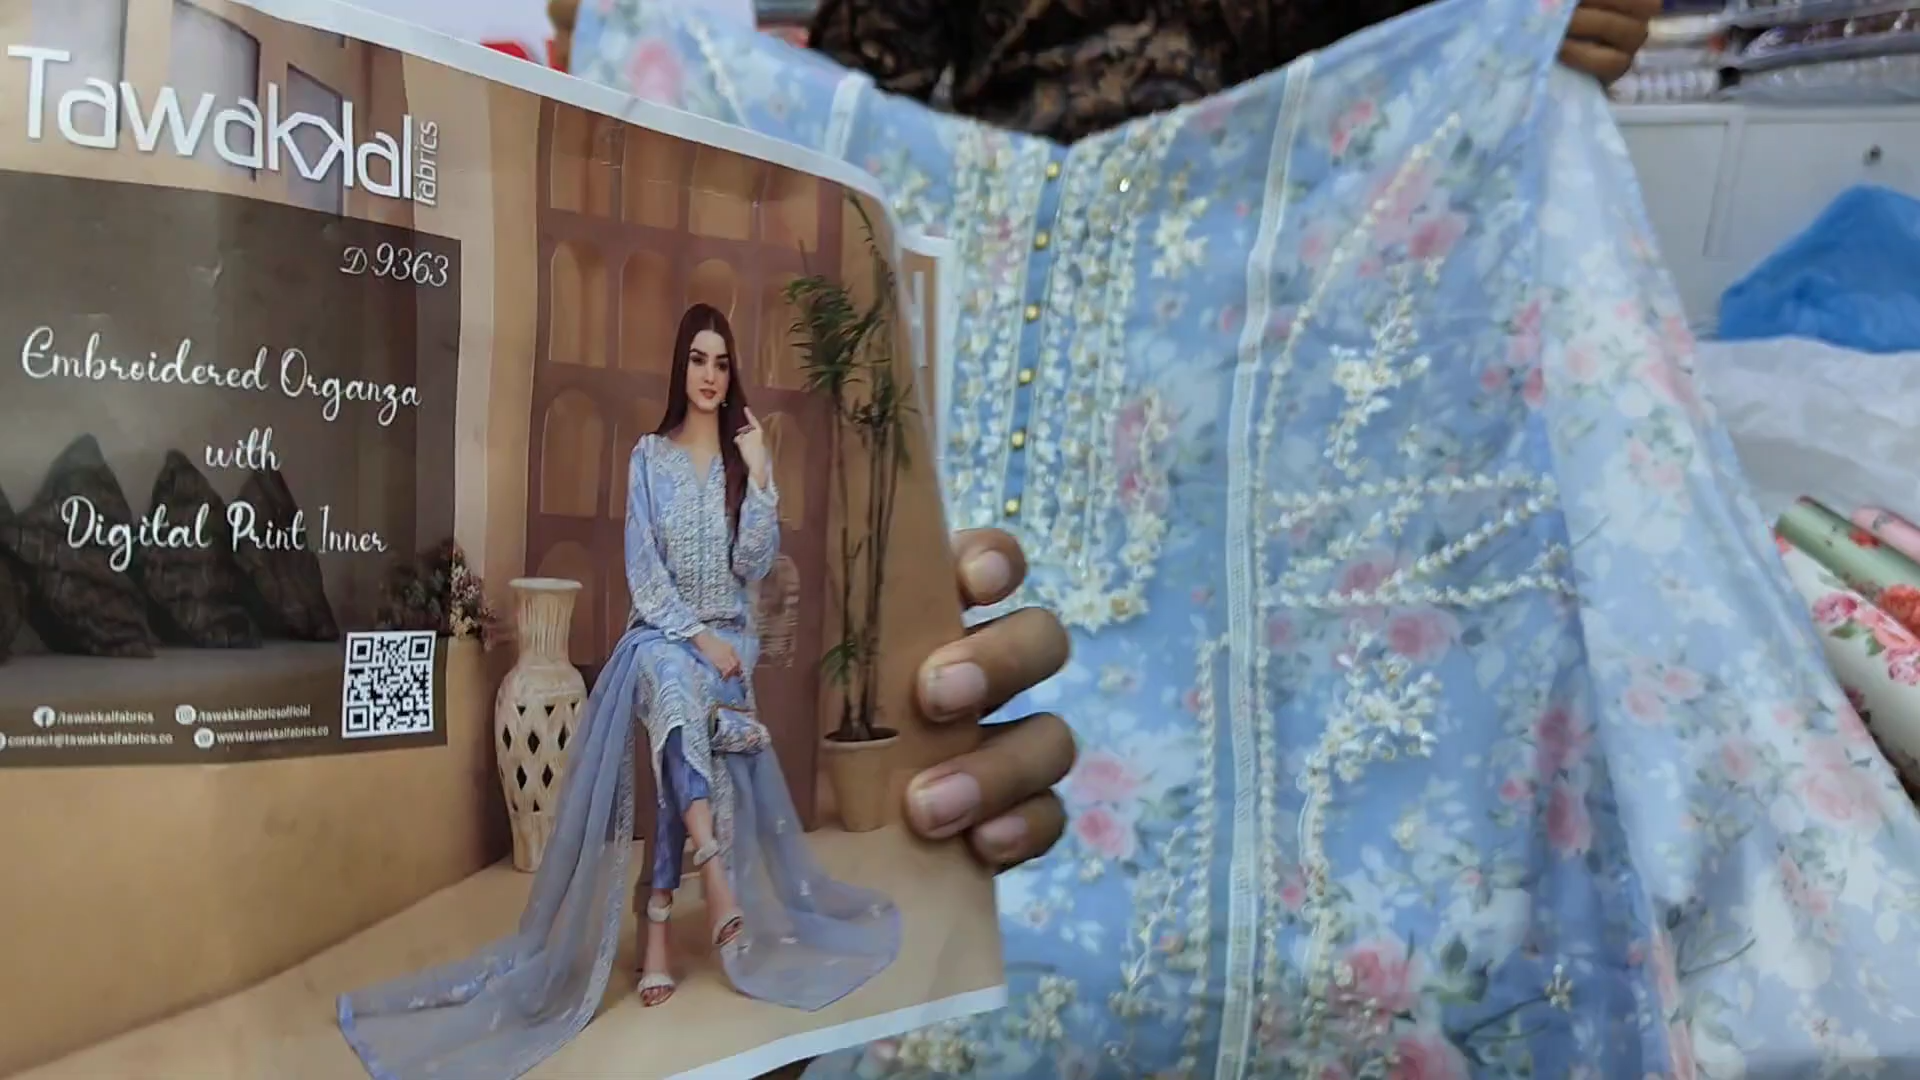 Tawakkal
fabrics
D 9363
Embroidered Organza
with
Digital Print Inner
/tawakkalfabrics
/tawakkalfabricsofficial
contact@tawakkalfabrics.co
www.tawakkalfabrics.co